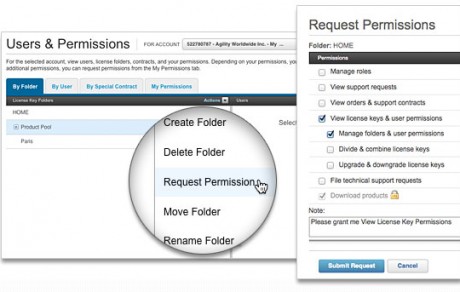 Users & Permissions
FOR ACCOUNT 522780767 - Agility Worldwide Inc. - My
For the selected account, view users, license folders, contracts, and your permissions. Depending on your permissions, you
additional permissions, you can request permissions from the My Permissions tab.
By Folder By User By Special Contract My Permissions
License Key Folders Actions Users
HOME
Product Pool
Paris
Selec
Create Folder
Delete Folder
Request Permission
Move Folder
Rename Folder
Request Permissions
Folder: HOME
Permissions
Manage roles
View support requests
View orders & support contracts
View license keys & user permissions
Manage folders & user permissions
Divide & combine license keys
Upgrade & downgrade license keys
File technical support requests
Download products
Note:
Please grant me View License Key Permissions
Submit Request Cancel